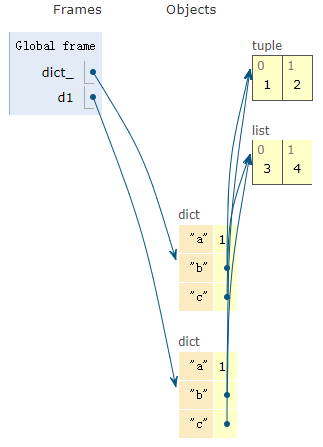 Frames Objects
Global frame
dict_
d1
tuple
0 1
1 2
list
0 1
3 4
dict
"a" 1
"b"
"c"
dict
"a" 1
"b"
"c"